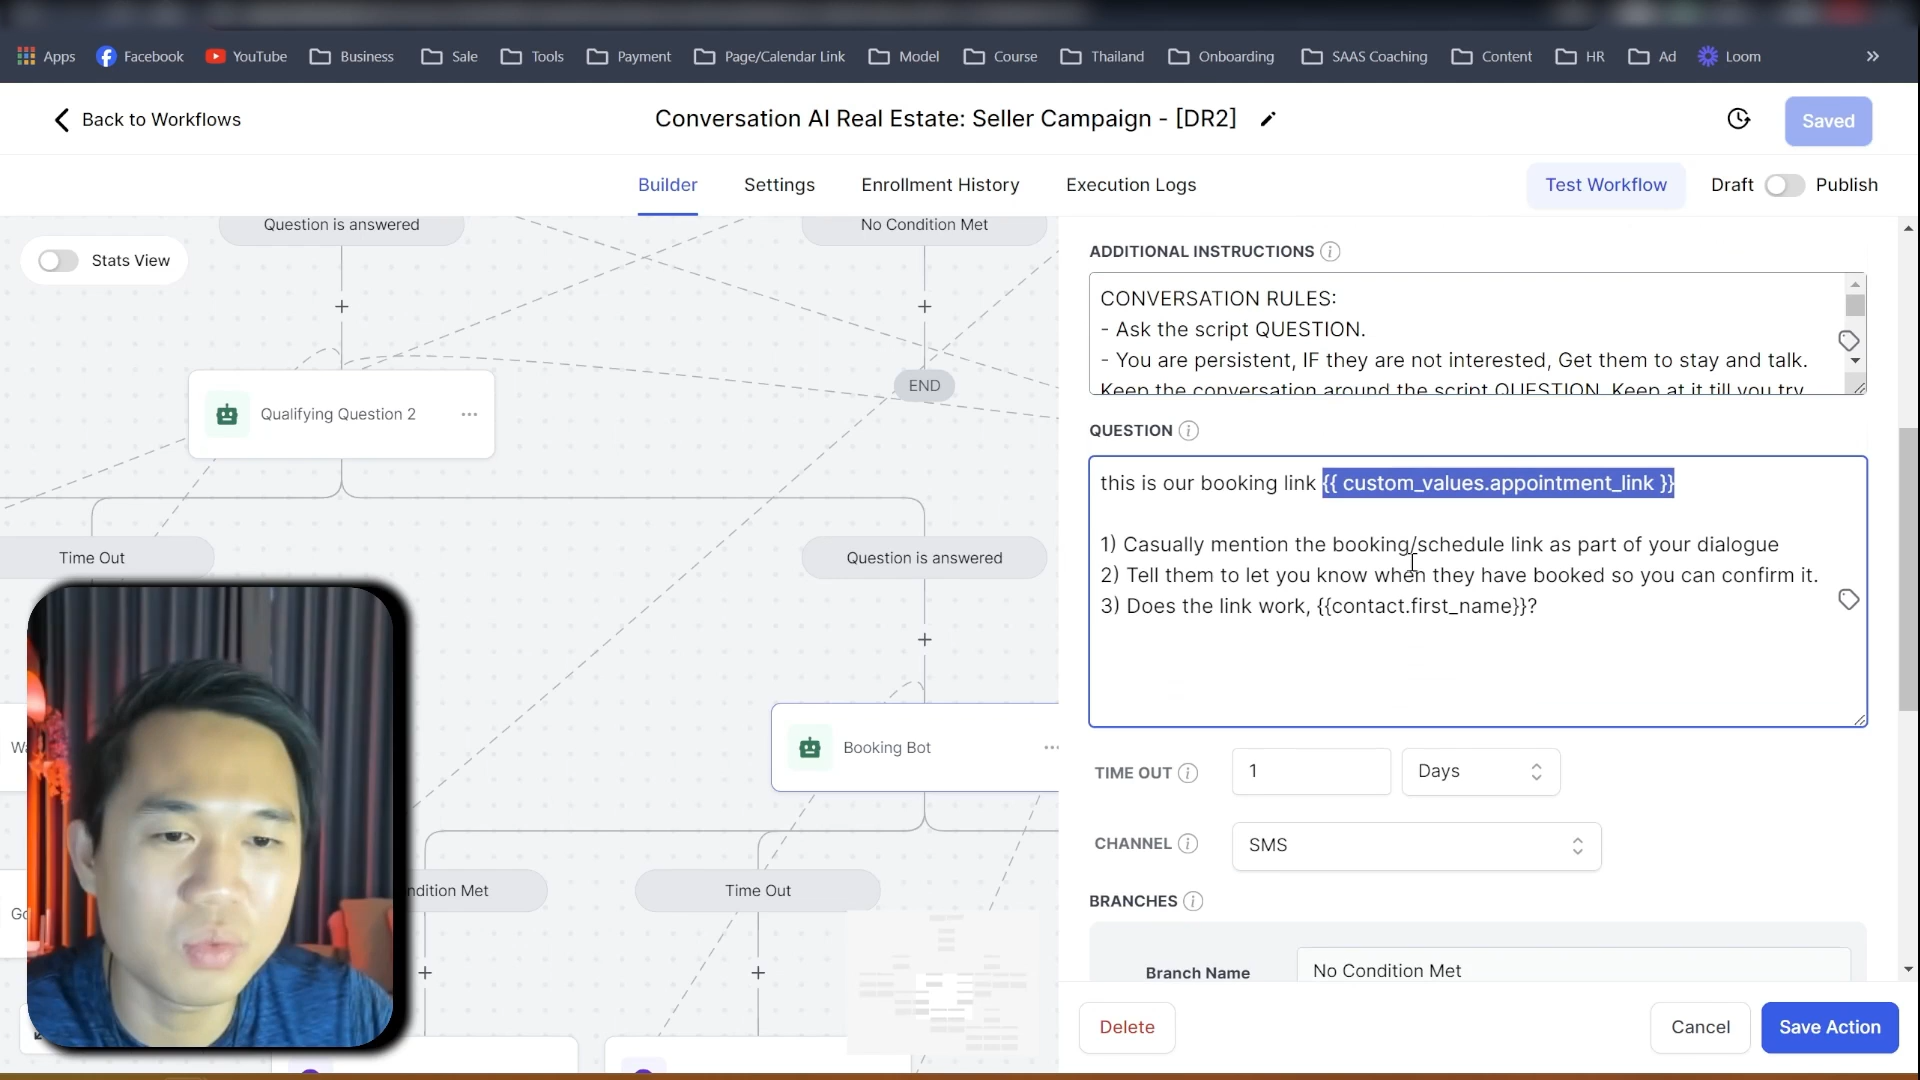 Apps
Facebook
YouTube
Business
Sale
Tools
Payment
Page/Calendar Link
Model
Course
Thailand
Onboarding
SAAS Coaching
Content
HR
Ad
Loom
Back to Workflows
Conversation AI Real Estate: Seller Campaign - [DR2]
Saved
Builder
Settings
Enrollment History
Execution Logs
Test Workflow
Draft
Publish
Stats View
Question is answered
No Condition Met
END
Qualifying Question 2
Time Out
Question is answered
Booking Bot
ndition Met
Time Out
ADDITIONAL INSTRUCTIONS
CONVERSATION RULES:
- Ask the script QUESTION.
- You are persistent, IF they are not interested, Get them to stay and talk.
Keep the conversation around the script QUESTION. Keep at it till you try
QUESTION
this is our booking link {{ custom_values.appointment_link }}
1) Casually mention the booking/schedule link as part of your dialogue
2) Tell them to let you know when they have booked so you can confirm it.
3) Does the link work, {{contact.first_name}}?
TIME OUT
1
Days
CHANNEL
SMS
BRANCHES
Branch Name
No Condition Met
Delete
Cancel
Save Action